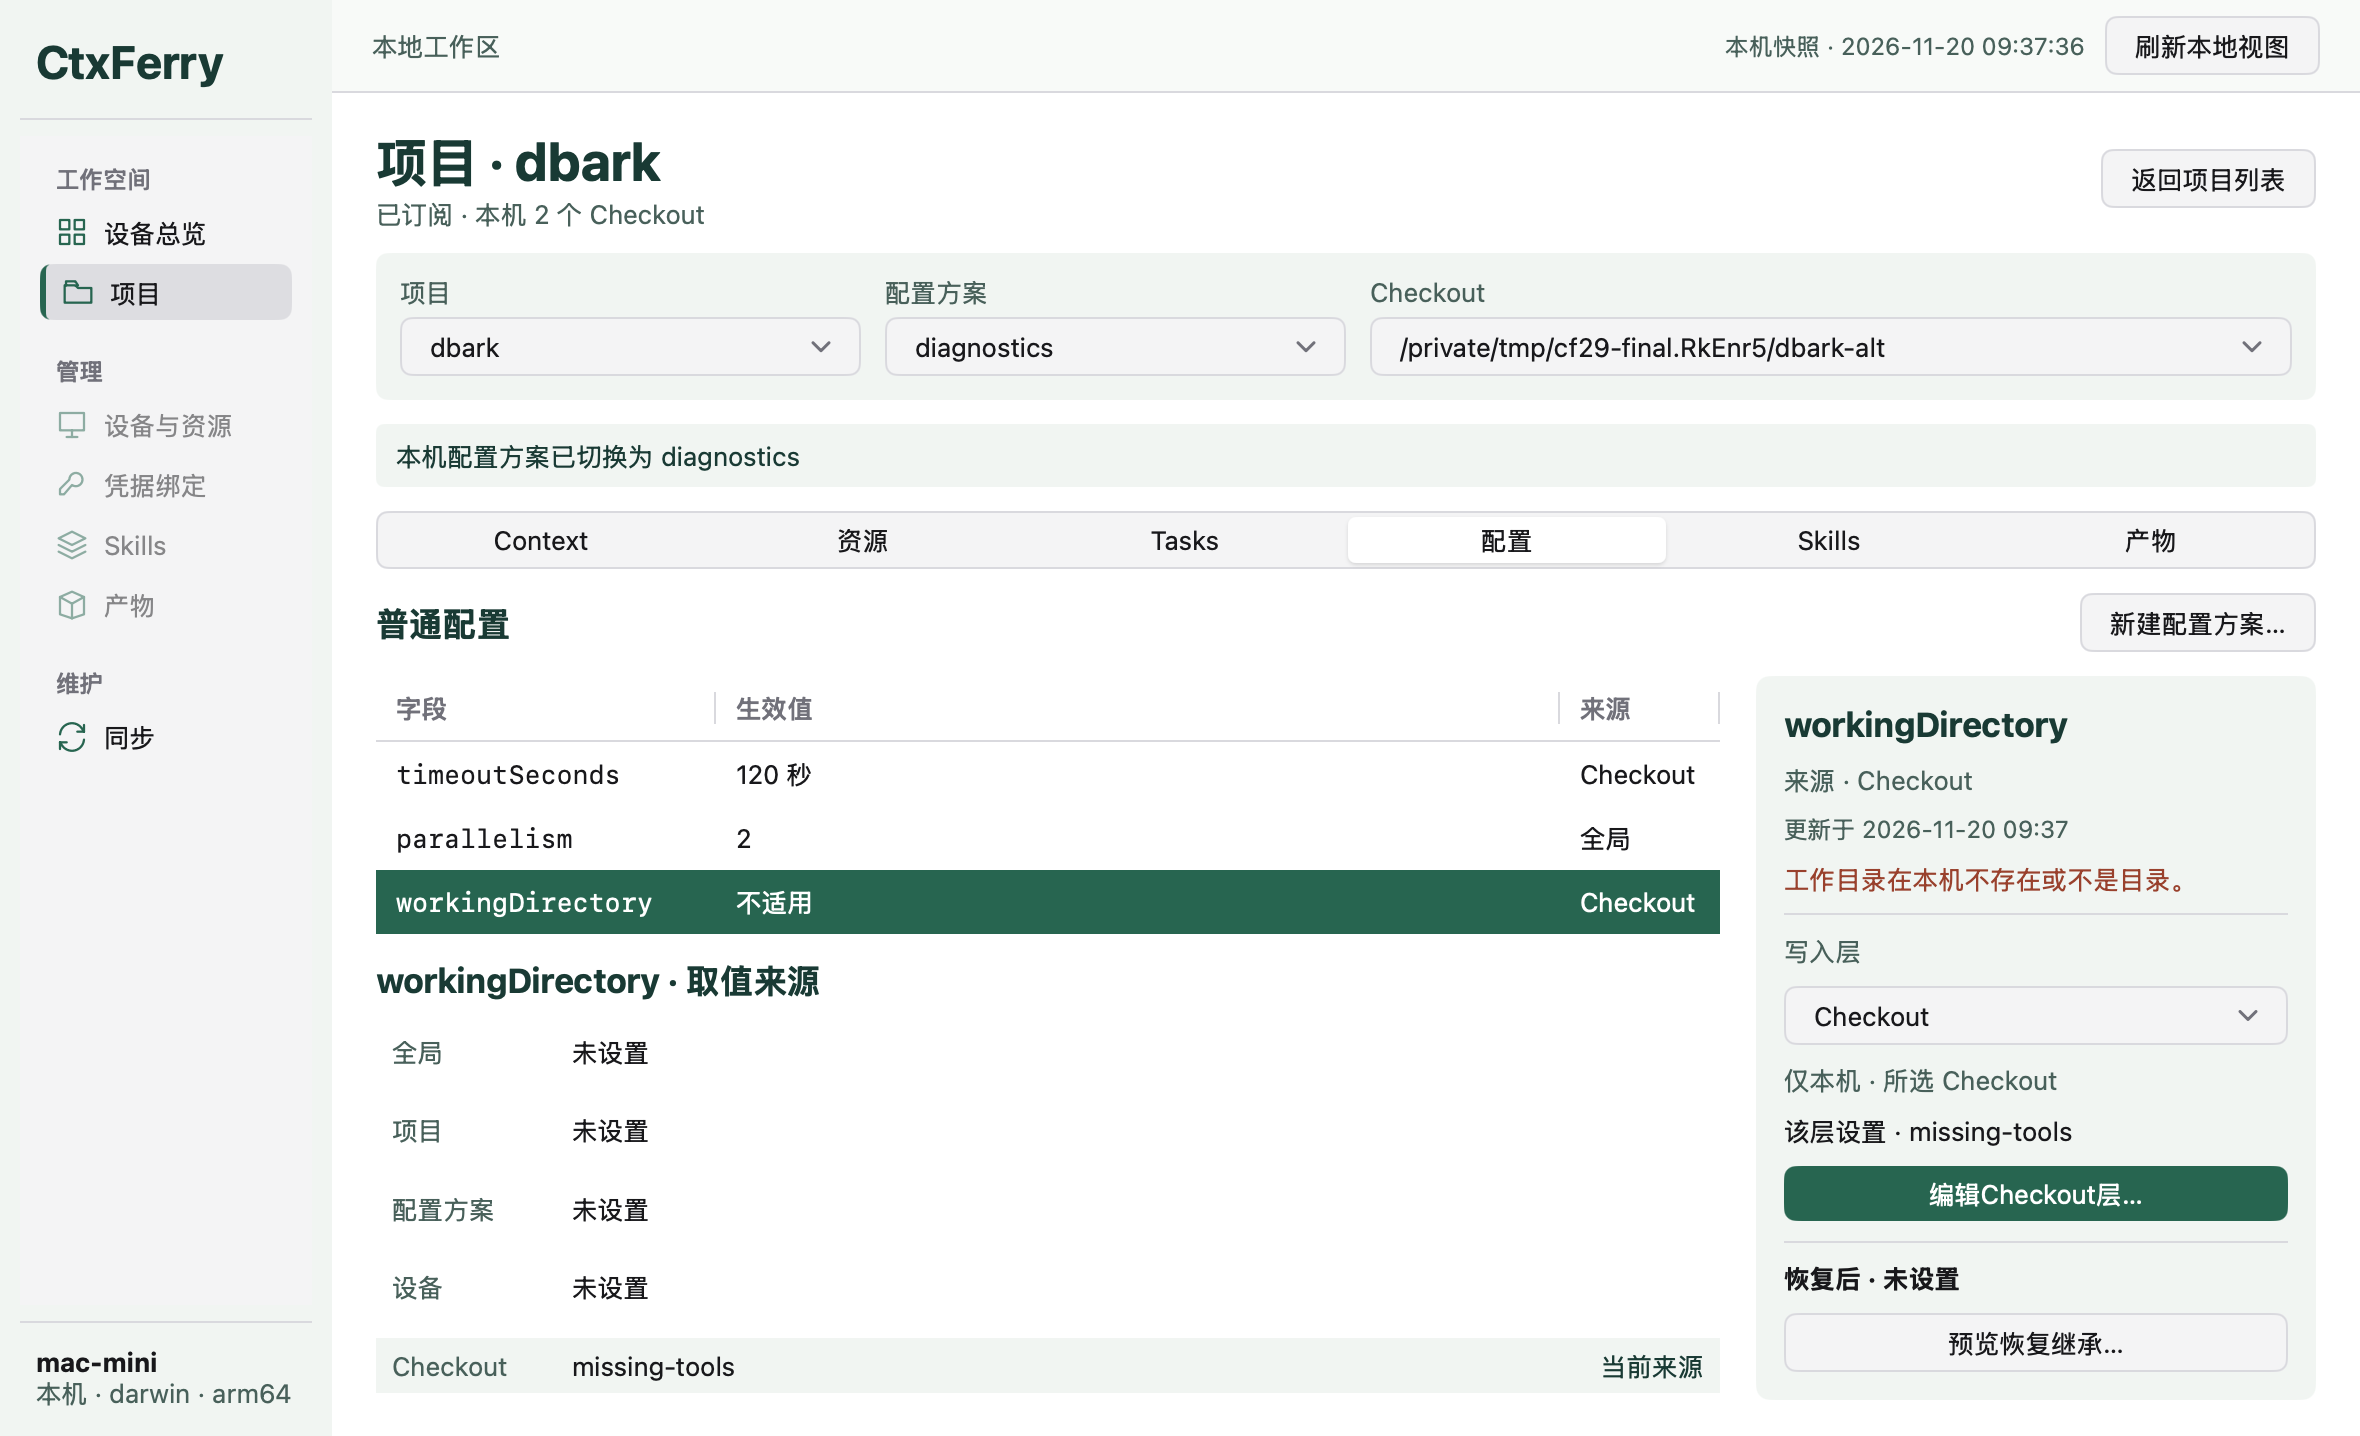 CtxFerry
工作空间
设备总览
项目
管理
设备与资源
凭据绑定
Skills
产物
维护
同步
mac-mini
本机 · darwin · arm64
本地工作区
本机快照 · 2026-11-20 09:37:36
刷新本地视图
项目 · dbark
已订阅 · 本机 2 个 Checkout
返回项目列表
项目
配置方案
Checkout
dbark
diagnostics
/private/tmp/cf29-final.RkEnr5/dbark-alt
本机配置方案已切换为 diagnostics
Context
资源
Tasks
配置
Skills
产物
普通配置
新建配置方案...
字段 生效值 来源
timeoutSeconds 120 秒 Checkout
parallelism 2 全局
workingDirectory 不适用 Checkout
workingDirectory · 取值来源
全局 未设置
项目 未设置
配置方案 未设置
设备 未设置
Checkout missing-tools 当前来源
workingDirectory
来源 · Checkout
更新于 2026-11-20 09:37
工作目录在本机不存在或不是目录。
写入层
Checkout
仅本机 · 所选 Checkout
该层设置 · missing-tools
编辑Checkout层...
恢复后 · 未设置
预览恢复继承...